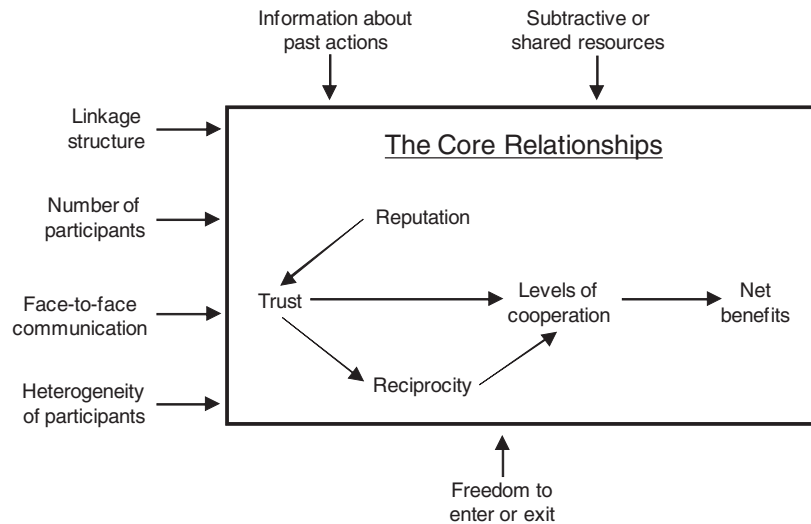 Information about
past actions
Subtractive or
shared resources
Linkage
structure
The Core Relationships
Number of
participants
Reputation
Face-to-face
communication
Trust
Levels of
cooperation
Net
benefits
Heterogeneity
of participants
Reciprocity
Freedom to
enter or exit